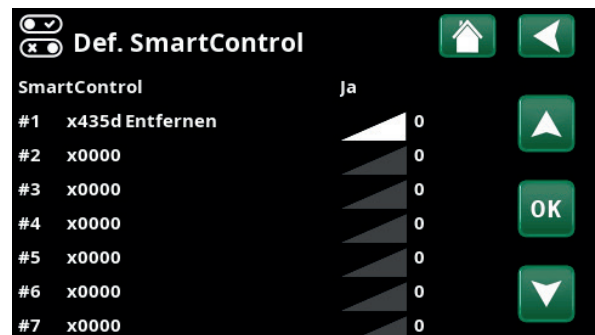 Def. SmartControl
SmartControl Ja
#1 x435d Entfernen 0
#2 x0000 0
#3 x0000 0
#4 x0000 0
OK
#5 x0000 0
#6 x0000 0
#7 x0000 0